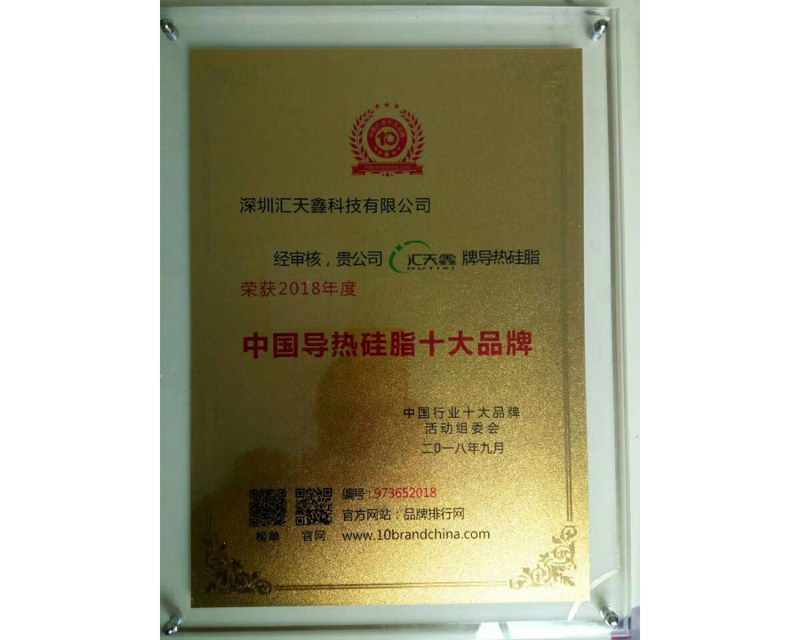 10
深圳汇天鑫科技有限公司
经审核，贵公司 汇天鑫 HUTIXI 牌导热硅脂
荣获2018年度
中国导热硅脂十大品牌
中国行业十大品牌
活动组委会
二〇一八年九月
编号：973652018
官方网站：品牌排行网
榜单 官网 www.10brandchina.com